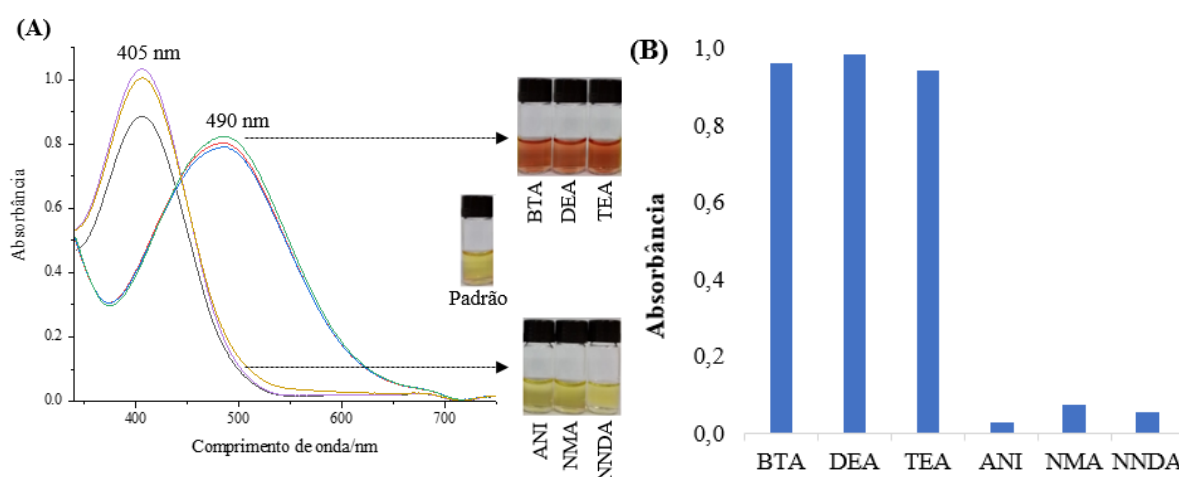 (A)
405 nm
490 nm
1.0
0.8
0.6
0.4
0.2
0.0
Absorbância
400
500
600
700
Comprimento de onda/nm
BTA
DEA
TEA
Padrão
ANI
NMA
NNDA
(B)
1,0
0,8
0,6
0,4
0,2
0,0
Absorbância
BTA DEA TEA ANI NMA NNDA